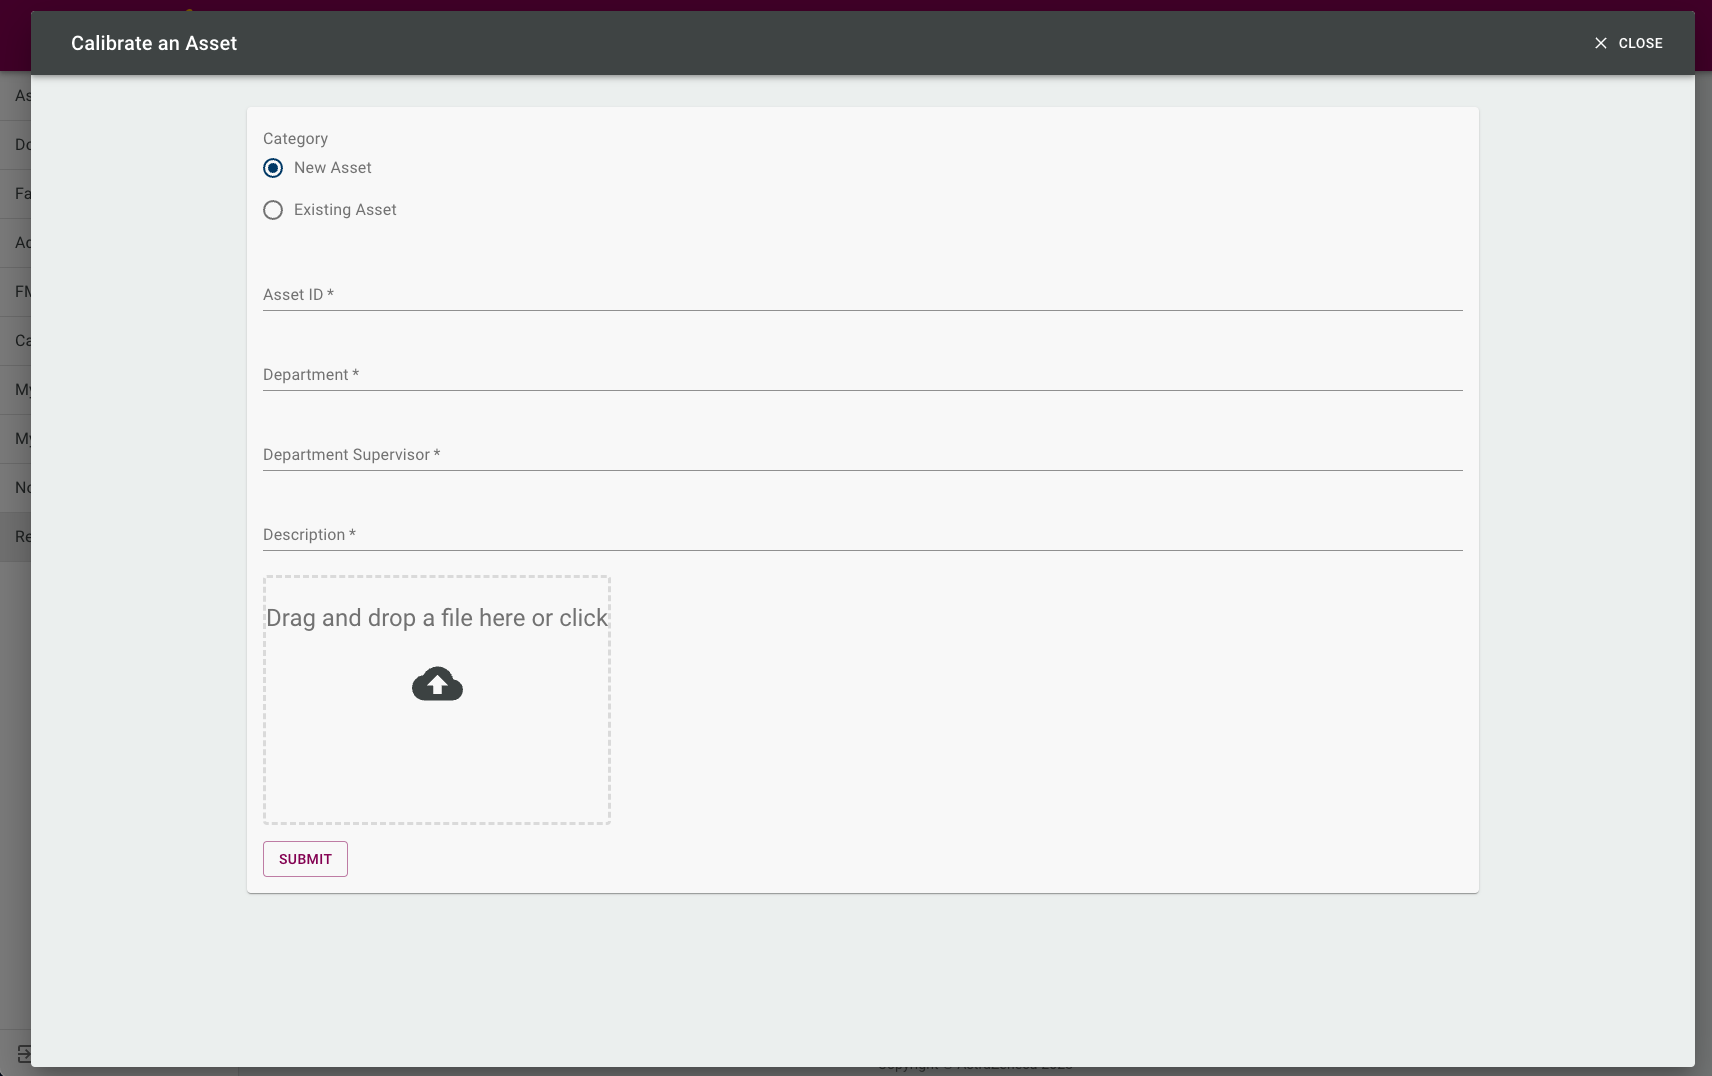 Calibrate an Asset
CLOSE
As
Do
Fa
Ad
FM
Ca
My
My
No
Re
Category
New Asset
Existing Asset
Asset ID *
Department *
Department Supervisor *
Description *
Drag and drop a file here or click
SUBMIT